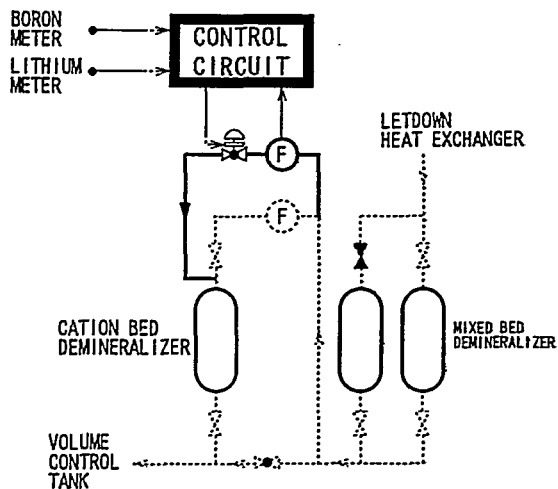 BORON
METER
LITHIUM
METER
CONTROL
CIRCUIT
LETDOWN
HEAT EXCHANGER
F
F
CATION BED
DEMINERALIZER
MIXED BED
DEMINERALIZER
VOLUME
CONTROL
TANK